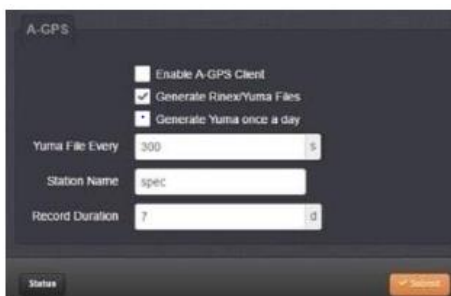 A-GPS
Enable A-GPS Client
Generate Rinex/Yuma Files
Generate Yuma once a day
Yuma File Every 300 s
Station Name spec
Record Duration 7 d
Status Submit